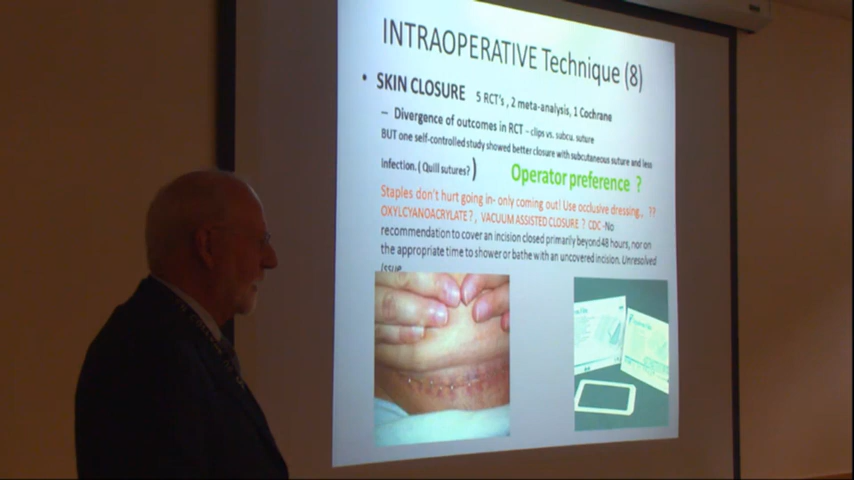 INTRAOPERATIVE Technique (8)
• SKIN CLOSURE 5 RCT's , 2 meta-analysis, 1 Cochrane
– Divergence of outcomes in RCT – clips vs. subcu. suture
BUT one self-controlled study showed better closure with subcutaneous suture and less
Infection. ( Quill sutures? ) Operator preference ?
Staples don't hurt going in- only coming out! Use occlusive dressing... ??
OXYLCYANOACRYLATE? , VACUUM ASSISTED CLOSURE ? CDC -No
recommendation to cover an incision closed primarily beyond 48 hours, nor on
the appropriate time to shower or bathe with an uncovered incision. Unresolved
issue